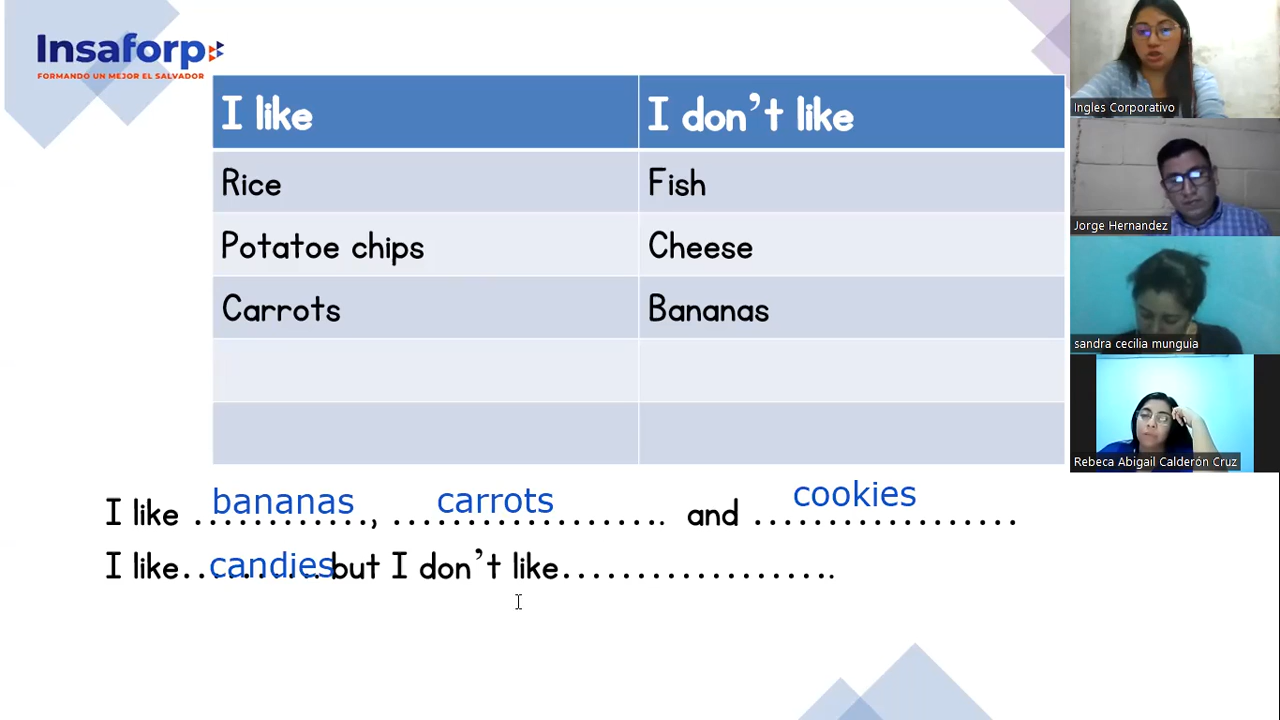 Insaforp
FORMANDO UN MEJOR EL SALVADOR
I like I don't like
Rice Fish
Potatoe chips Cheese
Carrots Bananas
I like bananas, carrots and cookies
I like candies but I don't like....................
Ingles Corporativo
Jorge Hernandez
sandra cecilia munguia
Rebeca Abigail Calderón Cruz